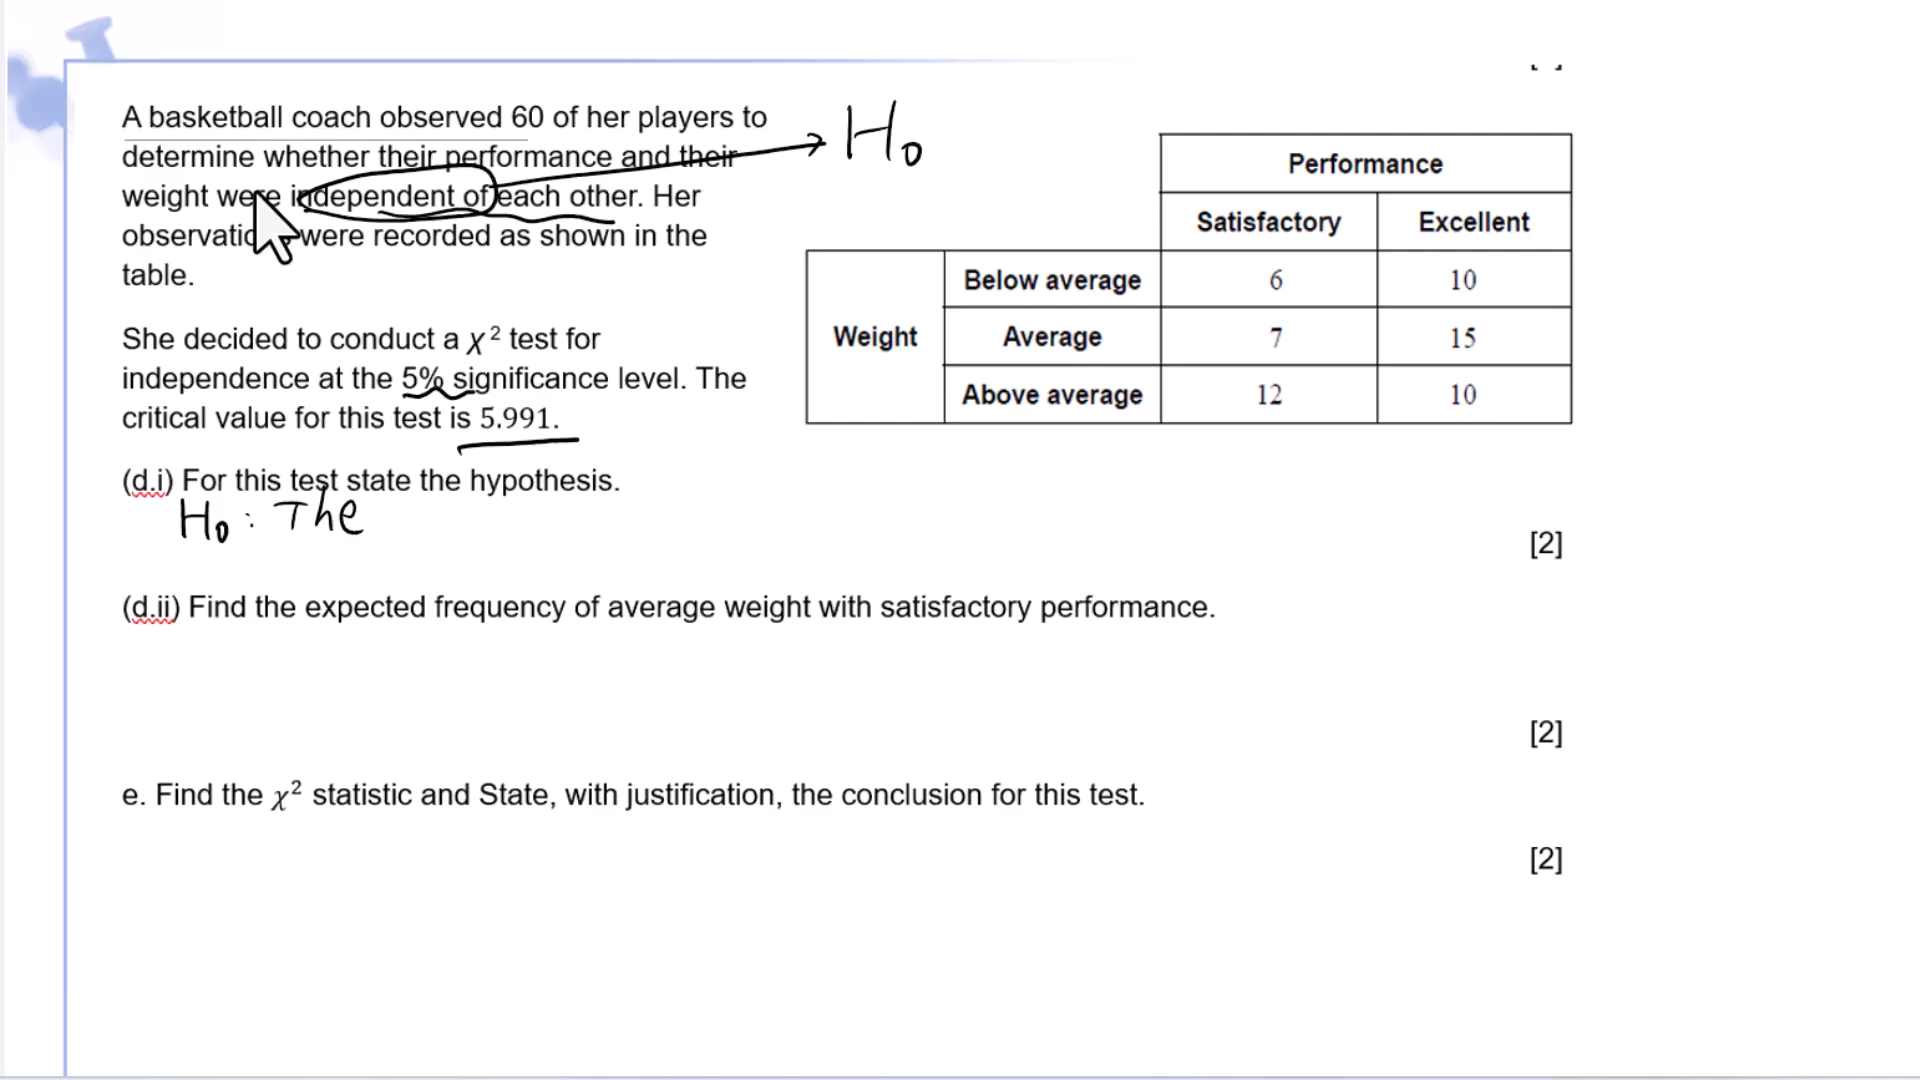 A basketball coach observed 60 of her players to
determine whether their performance and their
weight were independent of each other. Her
observations were recorded as shown in the
table.
H₀
Performance
Satisfactory Excellent
Weight
Below average 6 10
Average 7 15
Above average 12 10
She decided to conduct a χ² test for
independence at the 5% significance level. The
critical value for this test is 5.991.
(d.i) For this test state the hypothesis.
H₀ : The
[2]
(d.ii) Find the expected frequency of average weight with satisfactory performance.
[2]
e. Find the χ² statistic and State, with justification, the conclusion for this test.
[2]